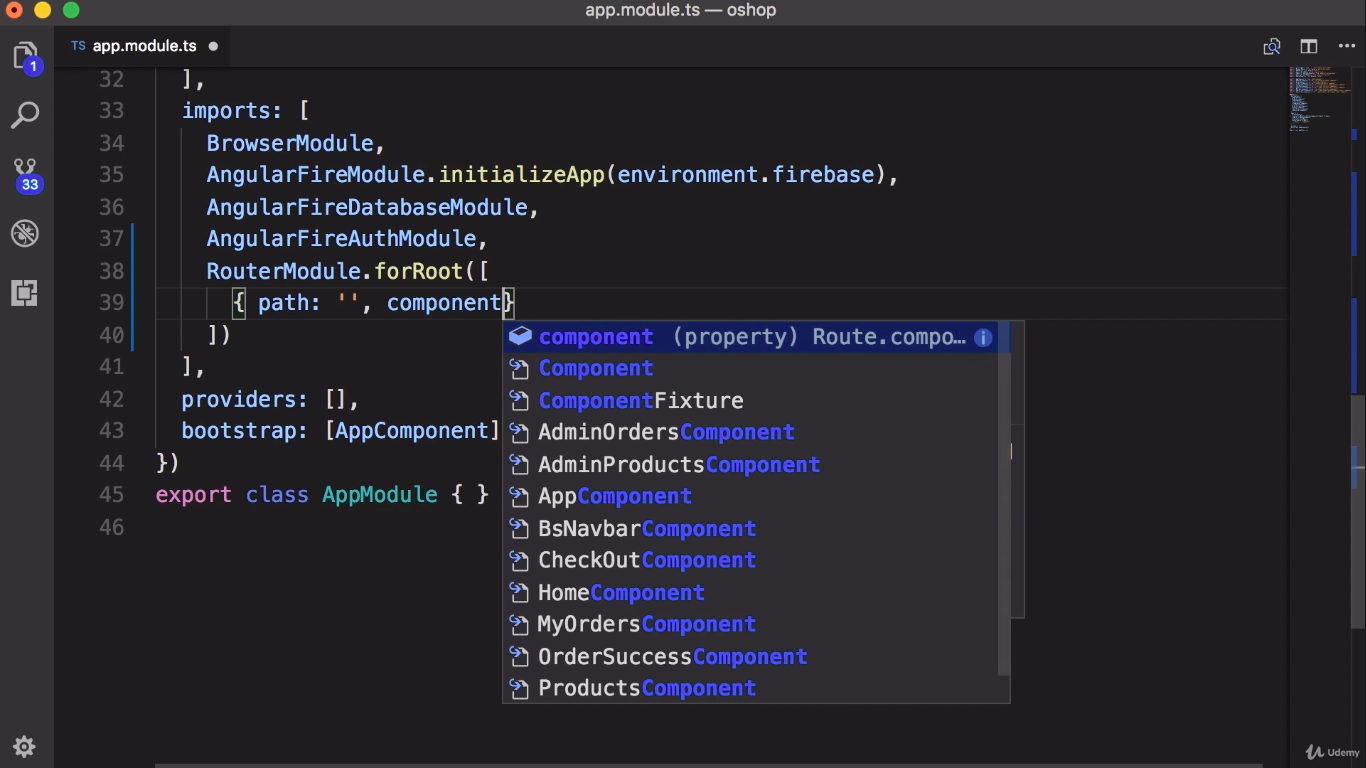 app.module.ts — oshop
TS app.module.ts
1
33
32 ],
33 imports: [
34 BrowserModule,
35 AngularFireModule.initializeApp(environment.firebase),
36 AngularFireDatabaseModule,
37 AngularFireAuthModule,
38 RouterModule.forRoot([
39 { path: '', component}
40 ])
41 ],
42 providers: [],
43 bootstrap: [AppComponent]
44 })
45 export class AppModule { }
46
component (property) Route.compo…
Component
ComponentFixture
AdminOrdersComponent
AdminProductsComponent
AppComponent
BsNavbarComponent
CheckOutComponent
HomeComponent
MyOrdersComponent
OrderSuccessComponent
ProductsComponent
Udemy